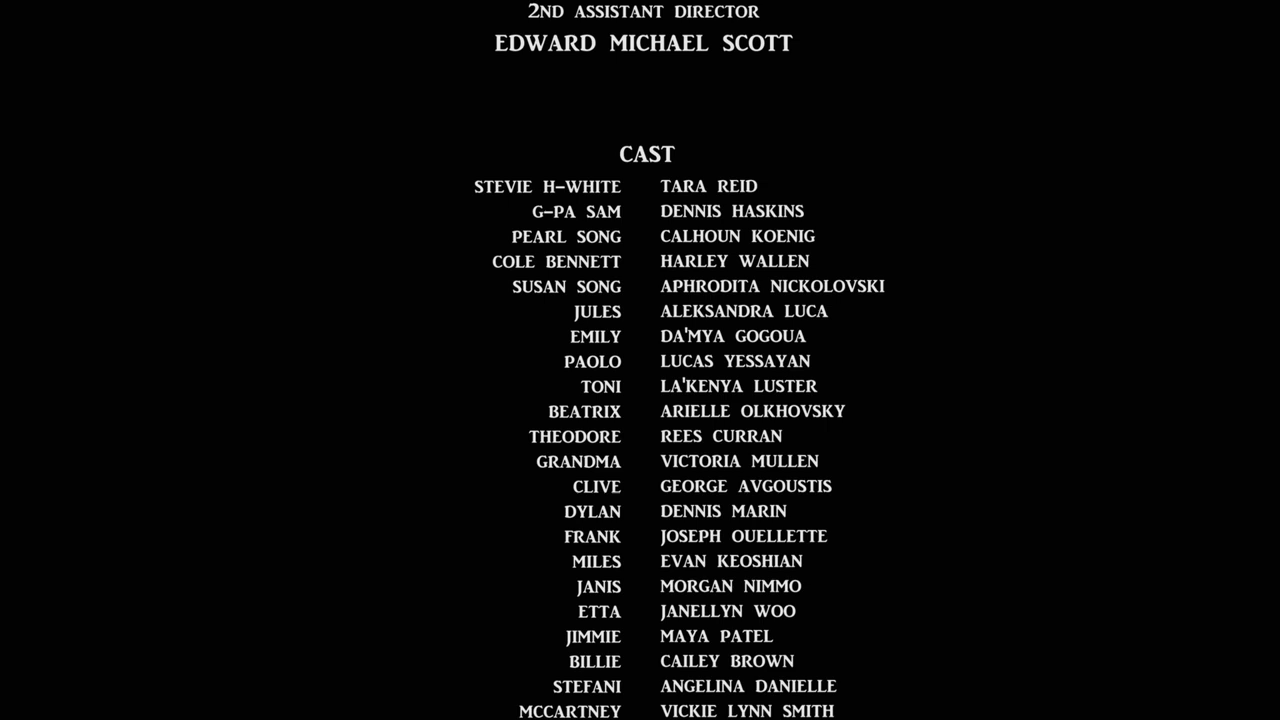 2ND ASSISTANT DIRECTOR
EDWARD MICHAEL SCOTT
CAST
STEVIE H-WHITE TARA REID
G-PA SAM DENNIS HASKINS
PEARL SONG CALHOUN KOENIG
COLE BENNETT HARLEY WALLEN
SUSAN SONG APHRODITA NICKOLOVSKI
JULES ALEKSANDRA LUCA
EMILY DA'MYA GOGOUA
PAOLO LUCAS YESSAYAN
TONI LA'KENYA LUSTER
BEATRIX ARIELLE OLKHOVSKY
THEODORE REES CURRAN
GRANDMA VICTORIA MULLEN
CLIVE GEORGE AVGOUSTIS
DYLAN DENNIS MARIN
FRANK JOSEPH OUELLETTE
MILES EVAN KEOSHIAN
JANIS MORGAN NIMMO
ETTA JANELLYN WOO
JIMMIE MAYA PATEL
BILLIE CAILEY BROWN
STEFANI ANGELINA DANIELLE
MCCARTNEY VICKIE LYNN SMITH